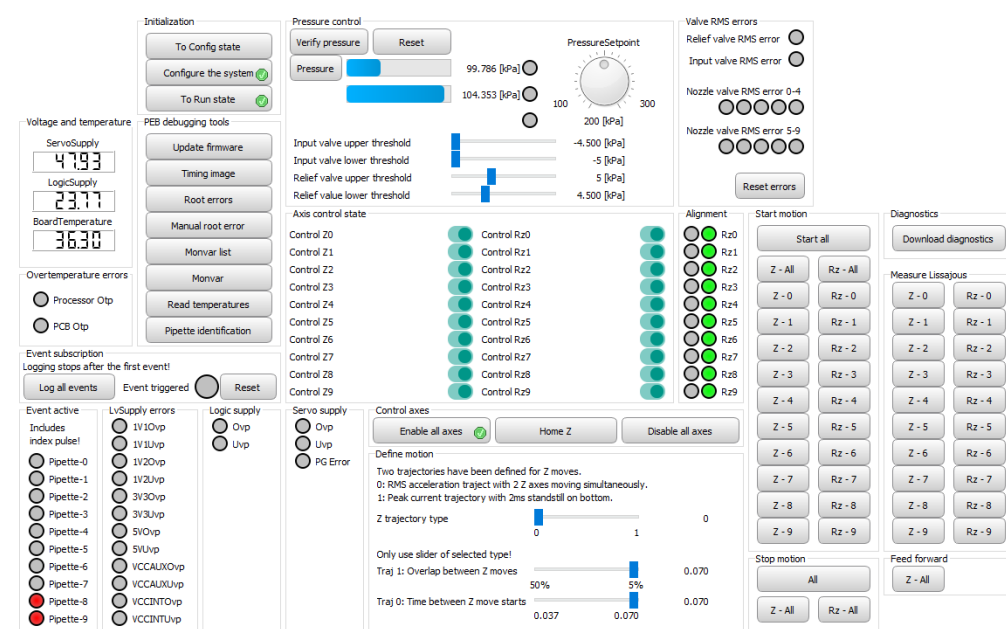 Initialization
To Config state
Configure the system
To Run state
Pressure control
Verify pressure
Reset
PressureSetpoint
Pressure
99.786 [kPa]
104.353 [kPa]
100
300
200 [kPa]
Input valve upper threshold
-4.500 [kPa]
Input valve lower threshold
-5 [kPa]
Relief valve upper threshold
5 [kPa]
Relief value lower threshold
4.500 [kPa]
Valve RMS errors
Relief valve RMS error
Input valve RMS error
Nozzle valve RMS error 0-4
Nozzle valve RMS error 5-9
Reset errors
Voltage and temperature
ServoSupply
47.93
LogicSupply
23.77
BoardTemperature
36.30
PEB debugging tools
Update firmware
Timing image
Root errors
Manual root error
Monvar list
Monvar
Read temperatures
Pipette identification
Overtemperature errors
Processor Otp
PCB Otp
Axis control state
Control Z0
Control Rz0
Control Z1
Control Rz1
Control Z2
Control Rz2
Control Z3
Control Rz3
Control Z4
Control Rz4
Control Z5
Control Rz5
Control Z6
Control Rz6
Control Z7
Control Rz7
Control Z8
Control Rz8
Control Z9
Control Rz9
Alignment
Rz0
Rz1
Rz2
Rz3
Rz4
Rz5
Rz6
Rz7
Rz8
Rz9
Start motion
Start all
Z - All
Rz - All
Z - 0
Rz - 0
Z - 1
Rz - 1
Z - 2
Rz - 2
Z - 3
Rz - 3
Z - 4
Rz - 4
Z - 5
Rz - 5
Z - 6
Rz - 6
Z - 7
Rz - 7
Z - 8
Rz - 8
Z - 9
Rz - 9
Diagnostics
Download diagnostics
Measure Lissajous
Z - 0
Rz - 0
Z - 1
Rz - 1
Z - 2
Rz - 2
Z - 3
Rz - 3
Z - 4
Rz - 4
Z - 5
Rz - 5
Z - 6
Rz - 6
Z - 7
Rz - 7
Z - 8
Rz - 8
Z - 9
Rz - 9
Event subscription
Logging stops after the first event!
Log all events
Event triggered
Reset
Event active
Includes
index pulse!
Pipette-0
Pipette-1
Pipette-2
Pipette-3
Pipette-4
Pipette-5
Pipette-6
Pipette-7
Pipette-8
Pipette-9
LvSupply errors
1V1Ovp
1V1Uvp
1V2Ovp
1V2Uvp
3V3Ovp
3V3Uvp
5VOvp
5VUvp
VCCAUXOvp
VCCAUXUvp
VCCINTOvp
VCCINTUvp
Logic supply
Ovp
Uvp
Servo supply
Ovp
Uvp
PG Error
Control axes
Enable all axes
Home Z
Disable all axes
Define motion
Two trajectories have been defined for Z moves.
0: RMS acceleration traject with 2 Z axes moving simultaneously.
1: Peak current trajectory with 2ms standstill on bottom.
Z trajectory type
0
0
1
Only use slider of selected type!
Traj 1: Overlap between Z moves
0.070
50%
5%
Traj 0: Time between Z move starts
0.070
0.037
0.070
Stop motion
All
Z - All
Rz - All
Feed forward
Z - All